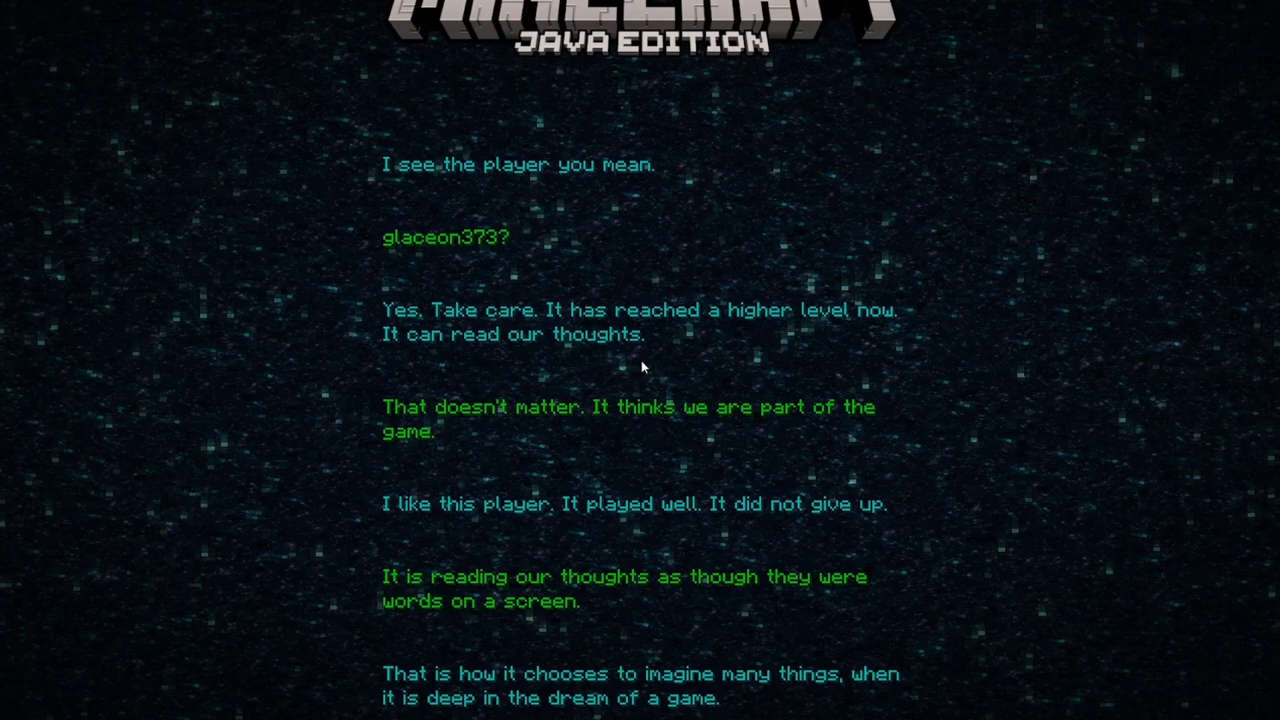 MINECRAFT
JAVA EDITION
I see the player you mean.
glaceon373?
Yes. Take care. It has reached a higher level now.
It can read our thoughts.
That doesn't matter. It thinks we are part of the
game.
I like this player. It played well. It did not give up.
It is reading our thoughts as though they were
words on a screen.
That is how it chooses to imagine many things, when
it is deep in the dream of a game.